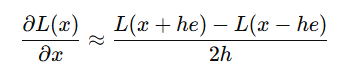 ∂L(x)/∂x ≈ (L(x + he) − L(x − he))/2h